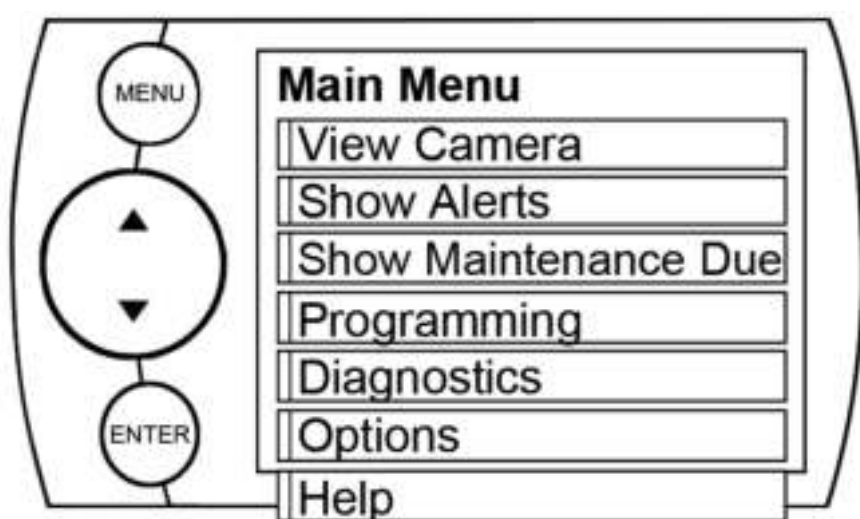 MENU
ENTER
Main Menu
View Camera
Show Alerts
Show Maintenance Due
Programming
Diagnostics
Options
Help